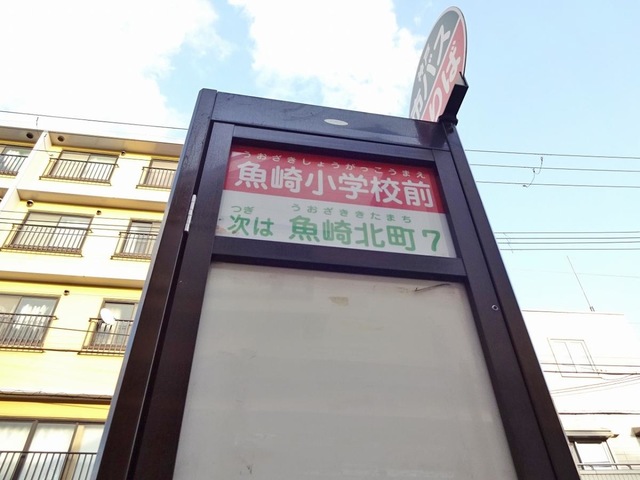 バス
のば
うおざきしょうがっこうまえ
魚崎小学校前
つぎ うおざききたまち
次は 魚崎北町7